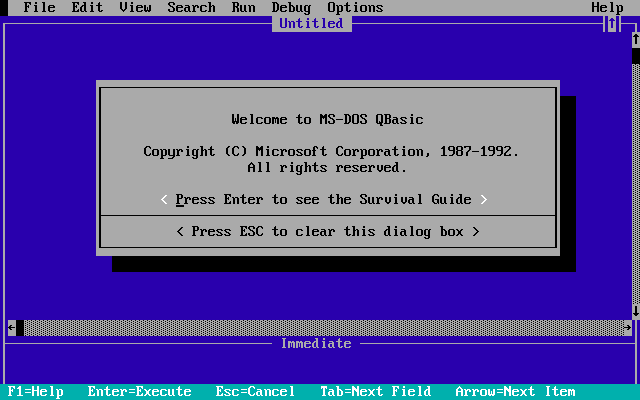 File Edit View Search Run Debug Options Help
Untitled
Welcome to MS-DOS QBasic
Copyright (C) Microsoft Corporation, 1987-1992.
All rights reserved.
< Press Enter to see the Survival Guide >
< Press ESC to clear this dialog box >
Immediate
F1=Help Enter=Execute Esc=Cancel Tab=Next Field Arrow=Next Item